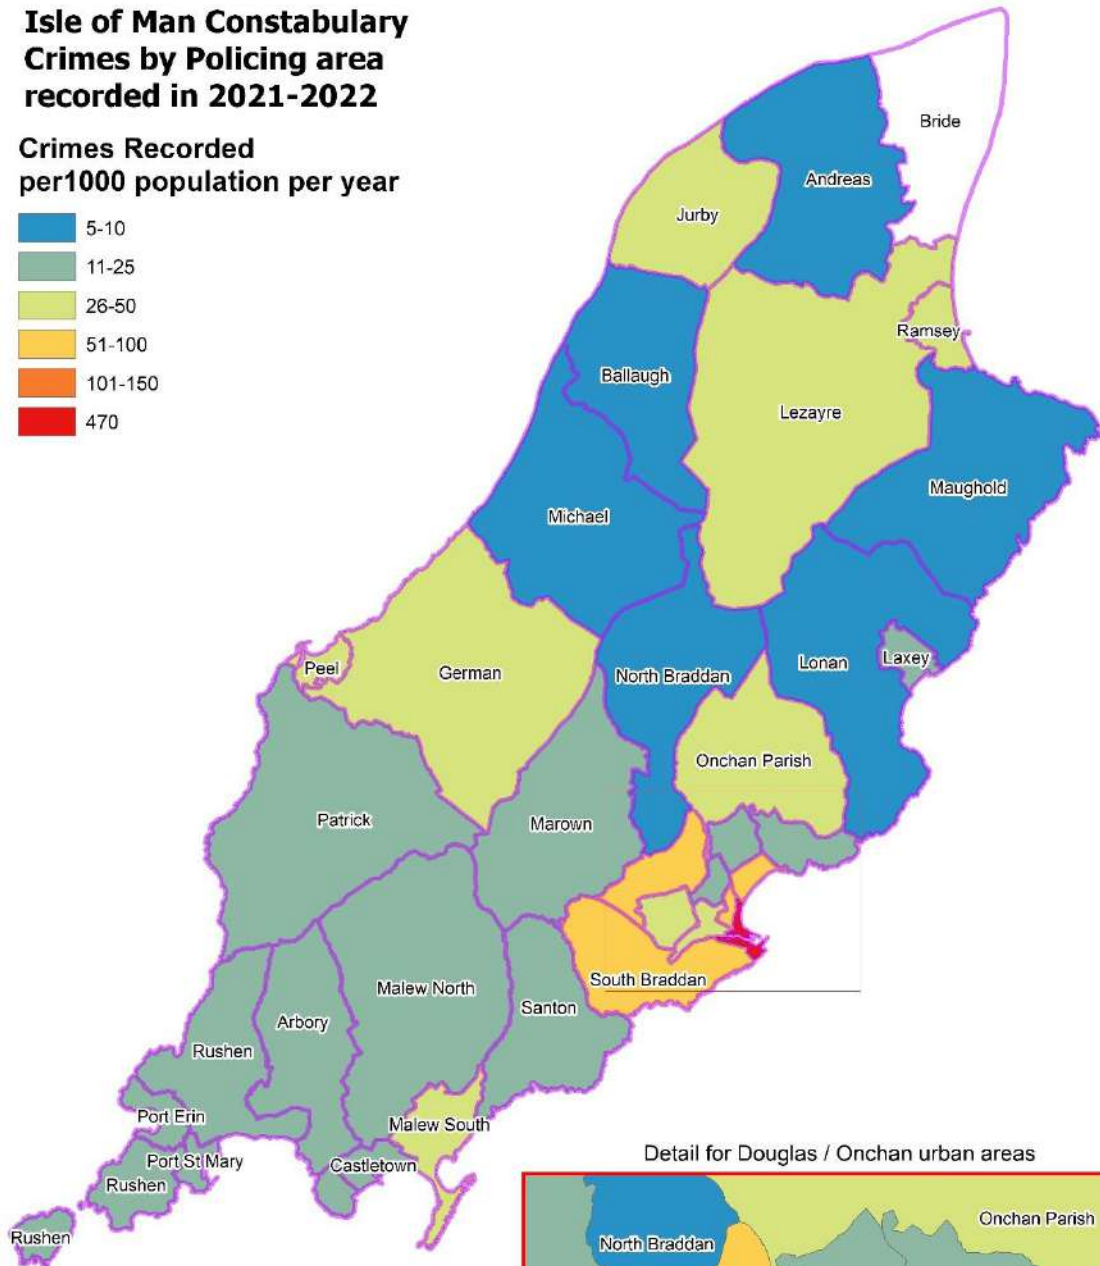 Isle of Man Constabulary
Crimes by Policing area
recorded in 2021-2022
Crimes Recorded
per1000 population per year
5-10
11-25
26-50
51-100
101-150
470
Bride
Andreas
Jurby
Ramsey
Ballaugh
Lezayre
Maughold
Michael
Peel
German
North Braddan
Lonan
Laxey
Onchan Parish
Patrick
Marown
South Braddan
Malew North
Santon
Arbory
Rushen
Port Erin
Malew South
Port St Mary
Castletown
Rushen
Rushen
Detail for Douglas / Onchan urban areas
Onchan Parish
North Braddan